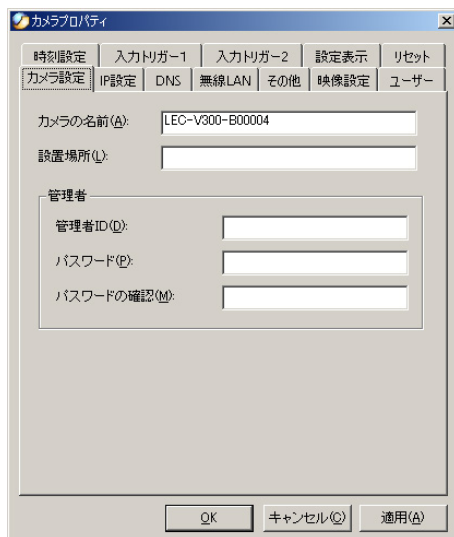 カメラプロパティ
時刻設定 入力トリガー1 入力トリガー2 設定表示 リセット
カメラ設定 IP設定 DNS 無線LAN その他 映像設定 ユーザー
カメラの名前(A): LEC-V300-B00004
設置場所(L):
管理者
管理者ID(D):
パスワード(P):
パスワードの確認(M):
OK キャンセル(C) 適用(A)